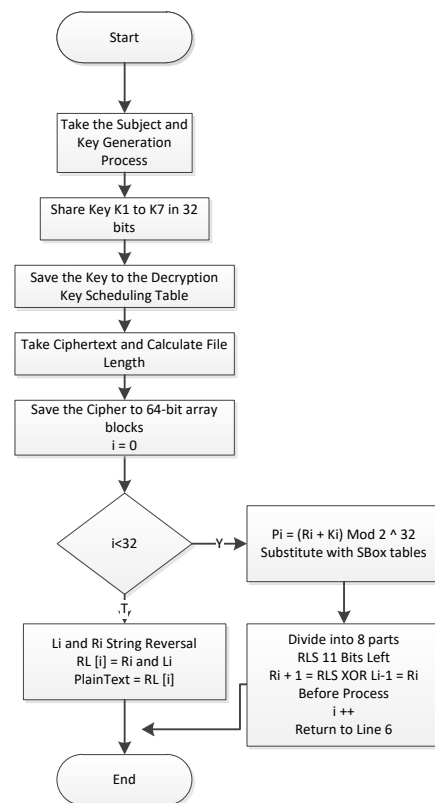 Start
Take the Subject and
Key Generation
Process
Share Key K1 to K7 in 32
bits
Save the Key to the Decryption
Key Scheduling Table
Take Ciphertext and Calculate File
Length
Save the Cipher to 64-bit array
blocks
i = 0
i<32
Y
Pi = (Ri + Ki) Mod 2 ^ 32
Substitute with SBox tables
T
Li and Ri String Reversal
RL [i] = Ri and Li
PlainText = RL [i]
Divide into 8 parts
RLS 11 Bits Left
Ri + 1 = RLS XOR Li-1 = Ri
Before Process
i ++
Return to Line 6
End